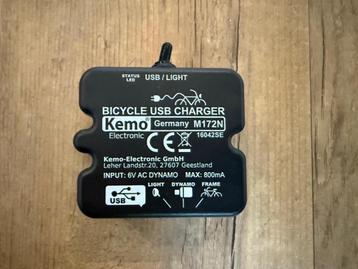 STATUS LED
USB / LIGHT
BICYCLE USB CHARGER
Kemo® Germany M172N
Electronic 16042SE
CE
Kemo-Electronic GmbH
Leher Landstr.20, 27607 Geestland
INPUT: 6V AC DYNAMO MAX: 800mA
LIGHT DYNAMO FRAME
USB